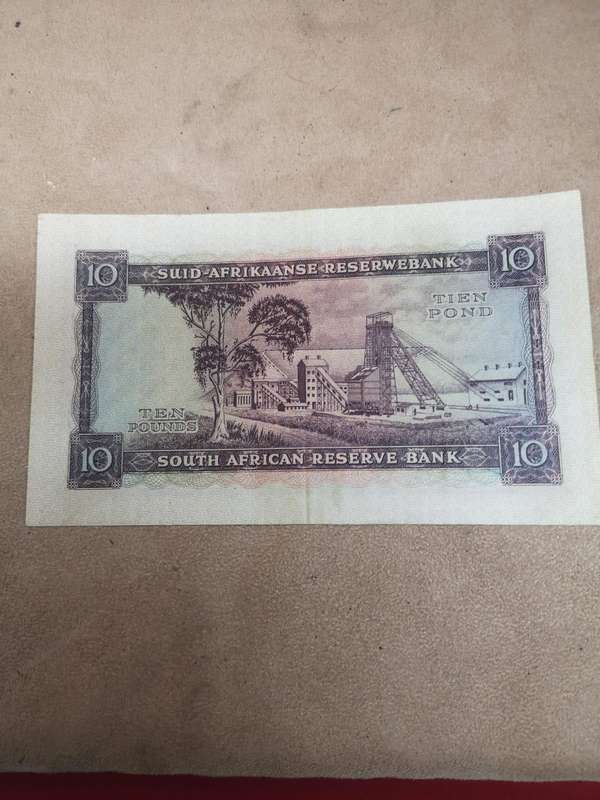 10 SUID-AFRIKAANSE RESERWEBANK 10
TIEN
POND
TEN
POUNDS
10 SOUTH AFRICAN RESERVE BANK 10